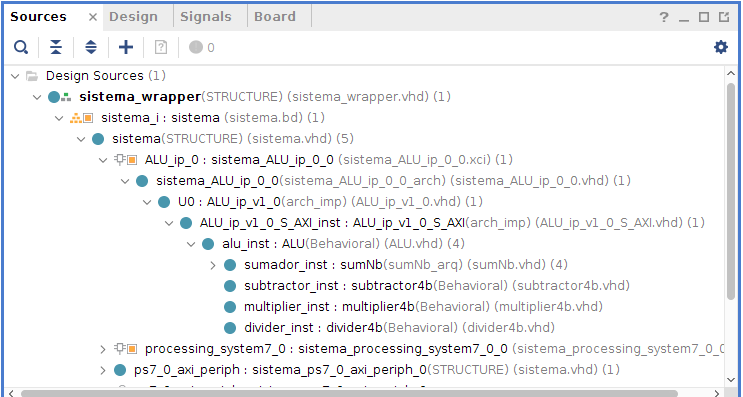 Sources × Design Signals Board ? _
0
Design Sources (1)
sistema_wrapper(STRUCTURE) (sistema_wrapper.vhd) (1)
sistema_i : sistema (sistema.bd) (1)
sistema(STRUCTURE) (sistema.vhd) (5)
ALU_ip_0 : sistema_ALU_ip_0_0 (sistema_ALU_ip_0_0.xci) (1)
sistema_ALU_ip_0_0(sistema_ALU_ip_0_0_arch) (sistema_ALU_ip_0_0.vhd) (1)
U0 : ALU_ip_v1_0(arch_imp) (ALU_ip_v1_0.vhd) (1)
ALU_ip_v1_0_S_AXI_inst : ALU_ip_v1_0_S_AXI(arch_imp) (ALU_ip_v1_0_S_AXI.vhd) (1)
alu_inst : ALU(Behavioral) (ALU.vhd) (4)
sumador_inst : sumNb(sumNb_arq) (sumNb.vhd) (4)
subtractor_inst : subtractor4b(Behavioral) (subtractor4b.vhd)
multiplier_inst : multiplier4b(Behavioral) (multiplier4b.vhd)
divider_inst : divider4b(Behavioral) (divider4b.vhd)
processing_system7_0 : sistema_processing_system7_0_0 (sistema_processing_system7_0_0
ps7_0_axi_periph : sistema_ps7_0_axi_periph_0(STRUCTURE) (sistema.vhd) (1)